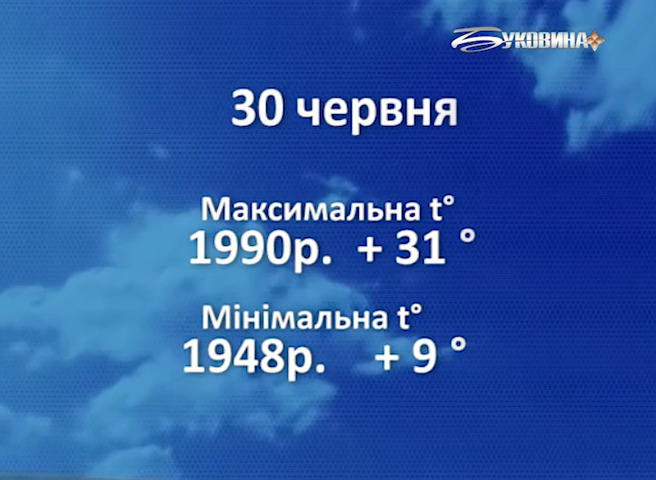 БУКОВИНА
30 червня
Максимальна t°
1990р. + 31 °
Мінімальна t°
1948р. + 9 °